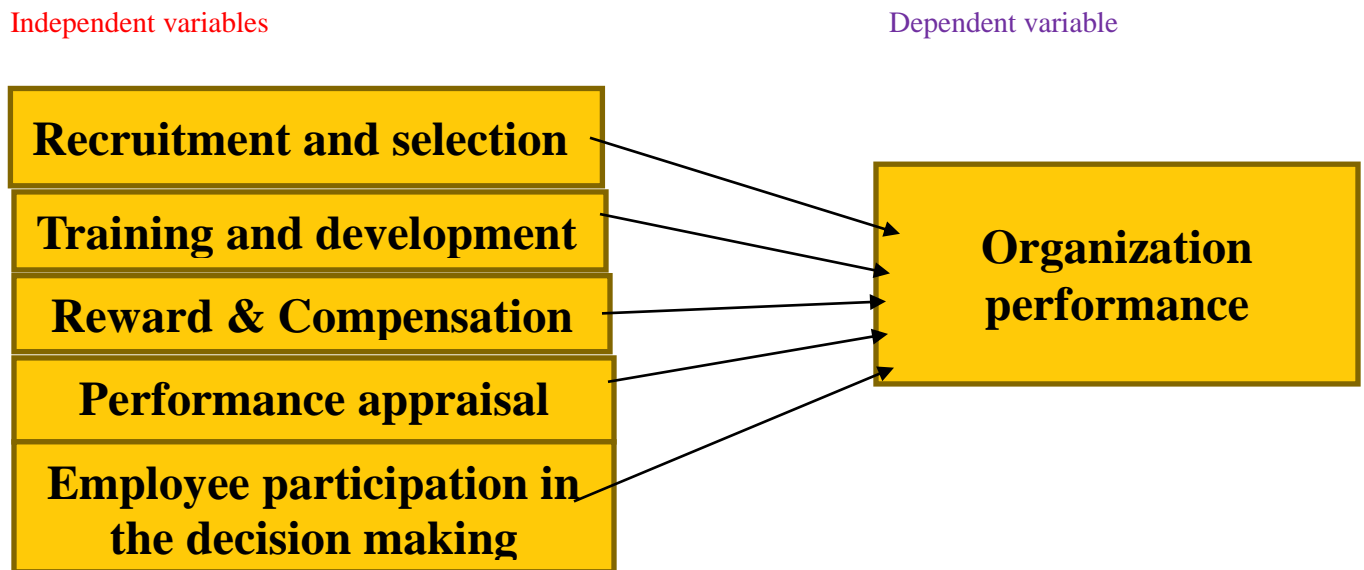 Independent variables
Dependent variable
Recruitment and selection
Training and development
Reward & Compensation
Performance appraisal
Employee participation in
the decision making
Organization
performance